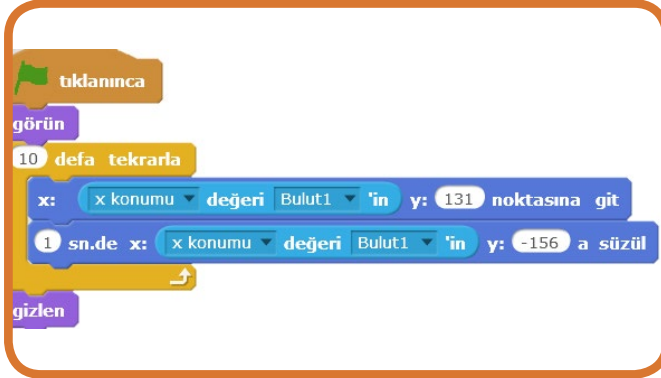 tıklanınca
görün
10 defa tekrarla
x: x konumu değeri Bulut1 'in y: 131 noktasına git
1 sn.de x: x konumu değeri Bulut1 'in y: -156 a süzül
gizlen